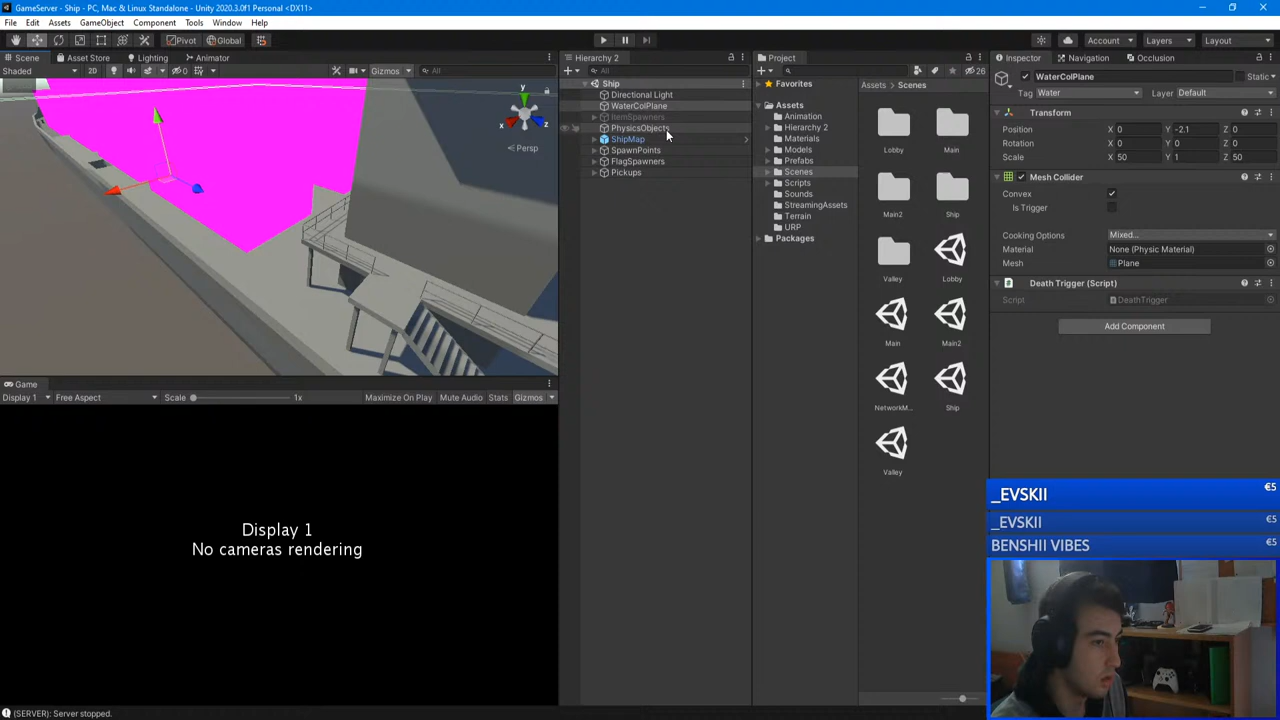 GameServer - Ship - PC, Mac & Linux Standalone - Unity 2020.3.0f1 Personal <DX11>
File Edit Assets GameObject Component Tools Window Help
Pivot Global Account Layers Layout
Scene Asset Store Lighting Animator
Shaded 2D 0 Gizmos All
y
x
z
Persp
Game
Display 1 Free Aspect Scale 1x Maximize On Play Mute Audio Stats Gizmos
Display 1
No cameras rendering
Hierarchy 2
All
Ship
Directional Light
WaterColPlane
ItemSpawners
PhysicsObjects
ShipMap
SpawnPoints
FlagSpawners
Pickups
Project
26
Favorites
Assets
Animation
Hierarchy 2
Materials
Models
Prefabs
Scenes
Scripts
Sounds
StreamingAssets
Terrain
URP
Packages
Assets > Scenes
Lobby Main
Main2 Ship
Valley Lobby
Main Main2
NetworkM... Ship
Valley
Inspector Navigation Occlusion
WaterColPlane Static
Tag Water Layer Default
Transform
Position X 0 Y -2.1 Z 0
Rotation X 0 Y 0 Z 0
Scale X 50 Y 1 Z 50
Mesh Collider
Convex
Is Trigger
Cooking Options Mixed...
Material None (Physic Material)
Mesh Plane
Death Trigger (Script)
Script DeathTrigger
Add Component
_EVSKII €5
_EVSKII €5
BENSHII VIBES €5
(SERVER): Server stopped.